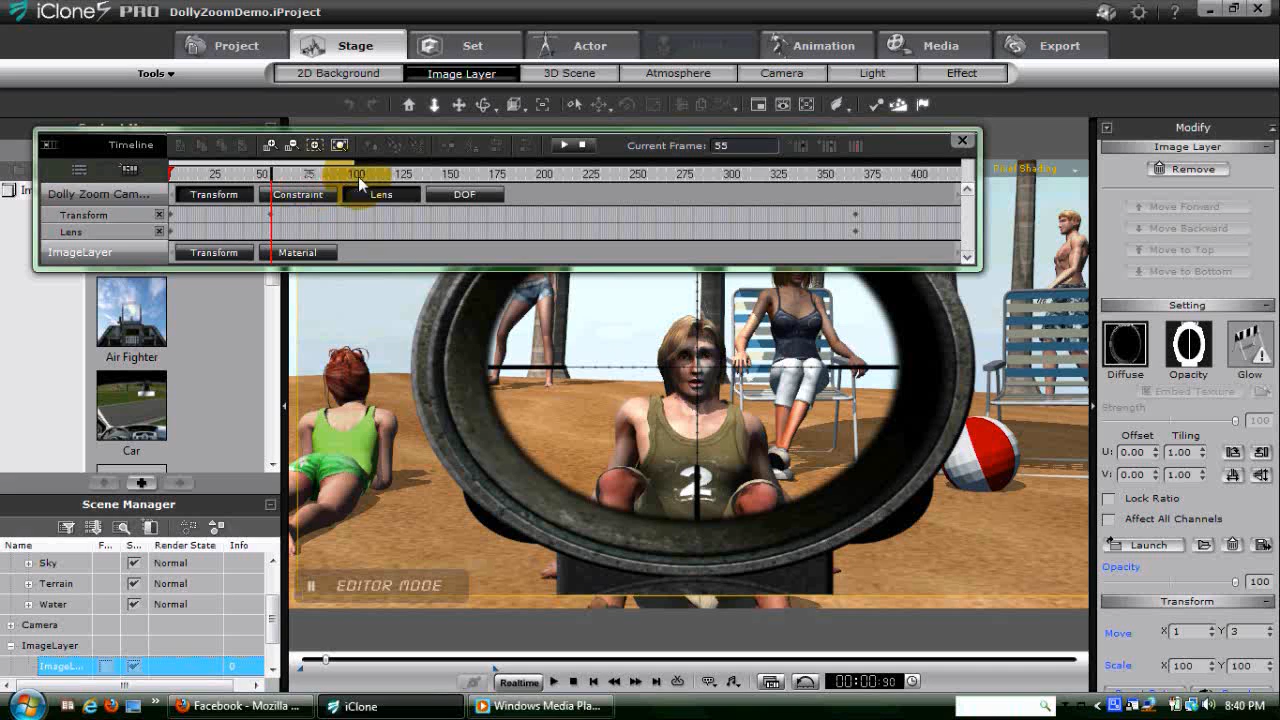 iClone5 PRO DollyZoomDemo.iProject
Project Stage Set Actor Animation Media Export
Tools 2D Background Image Layer 3D Scene Atmosphere Camera Light Effect
Timeline Current Frame: 55
25 50 75 100 125 150 175 200 225 250 275 300 325 350 375 400
Dolly Zoom Cam... Transform Constraint Lens DOF
Transform
Lens
ImageLayer Transform Material
Pixel Shading
Air Fighter
Car
2
EDITOR MODE
Scene Manager
Name F... S... Render State Info
Sky Normal
Terrain Normal
Water Normal
Camera
ImageLayer
ImageL... 0
Realtime 00:00:90
Modify
Image Layer
Remove
Move Forward
Move Backward
Move to Top
Move to Bottom
Setting
Diffuse Opacity Glow
Embed Texture
Strength 100
Offset Tiling
U: 0.00 1.00
V: 0.00 1.00
Lock Ratio
Affect All Channels
Launch
Opacity
100
Transform
Move X 1 Y 3
Scale X 100 Y 100
Facebook - Mozilla ... iClone Windows Media Pla... 8:40 PM